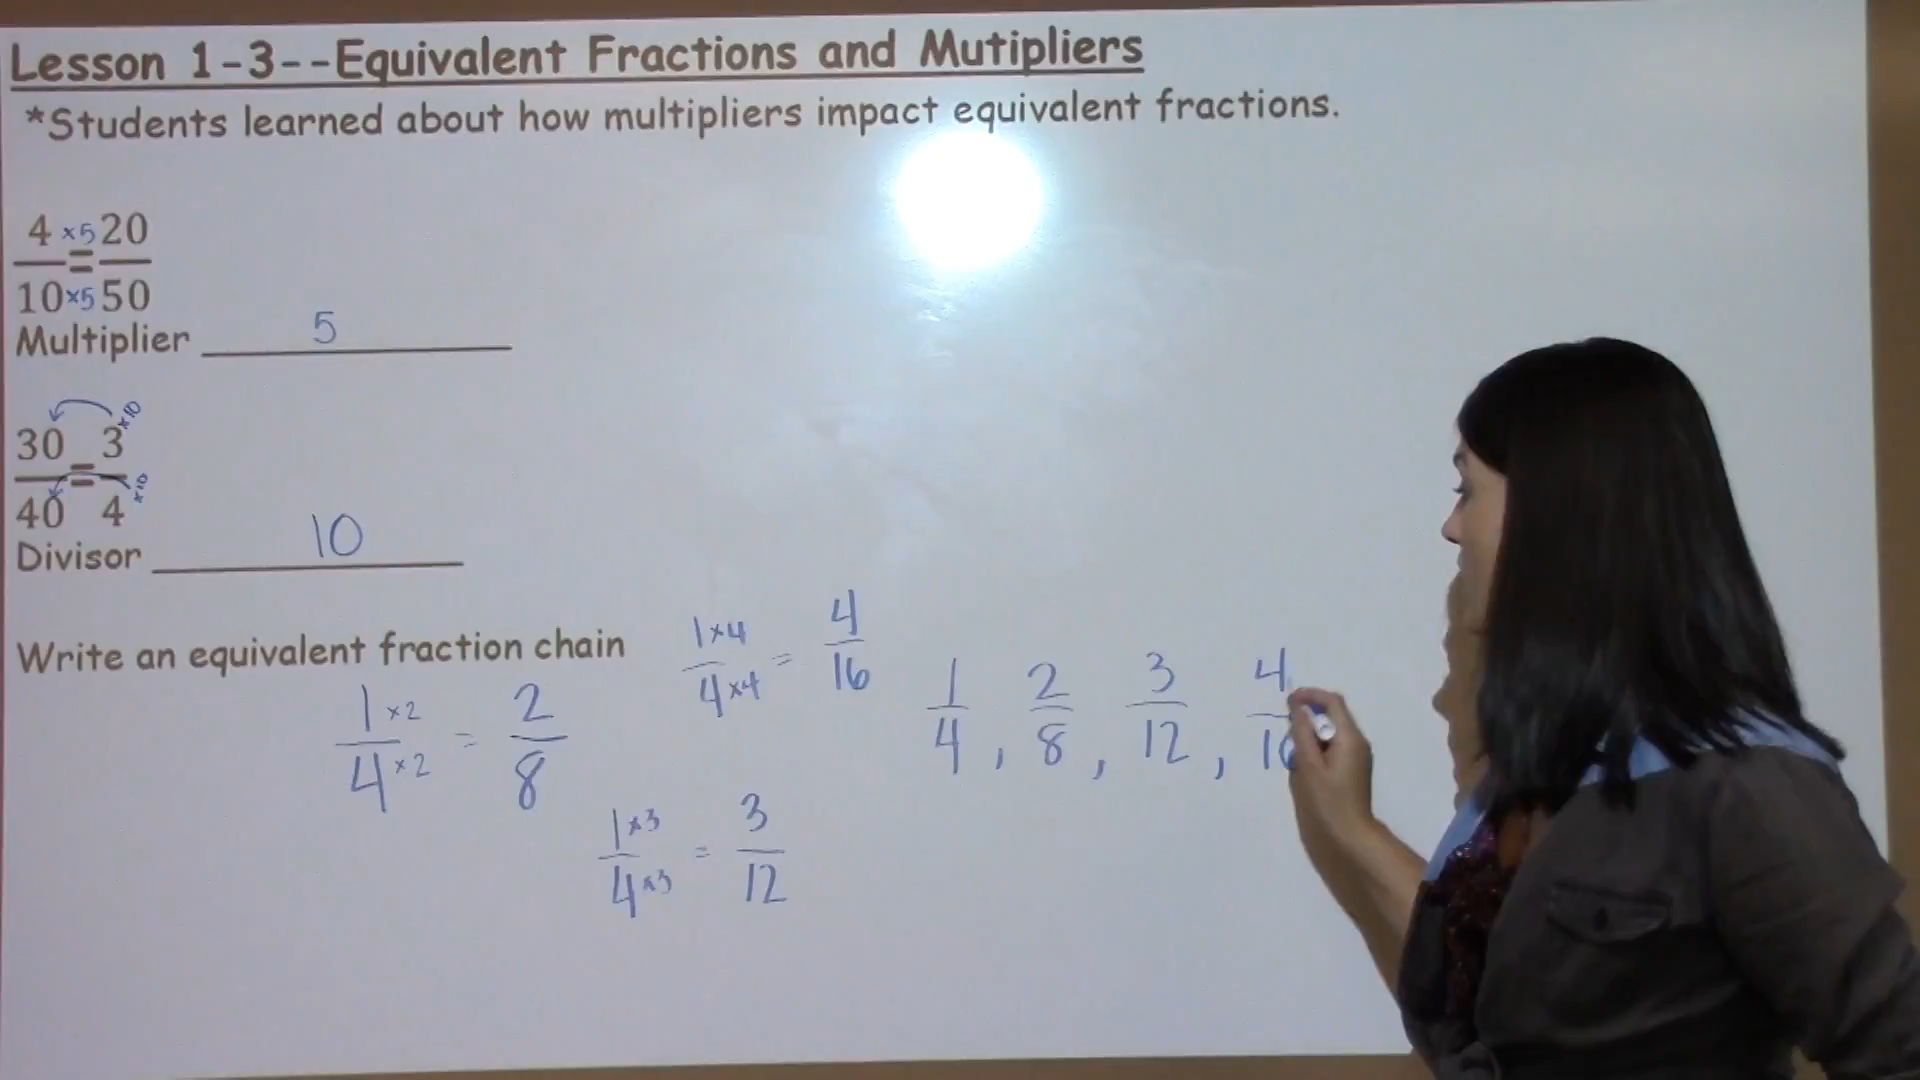 Lesson 1-3--Equivalent Fractions and Mutipliers
*Students learned about how multipliers impact equivalent fractions.
4 ×5 20
=
10 ×5 50
Multiplier 5
×10
30 3
=
40 4 ×10
Divisor 10
Write an equivalent fraction chain
1×4 = 4
4×4 16
1×2 = 2
4×2 8
1×3 = 3
4×3 12
1 2 3 4
4 , 8 , 12 , 16